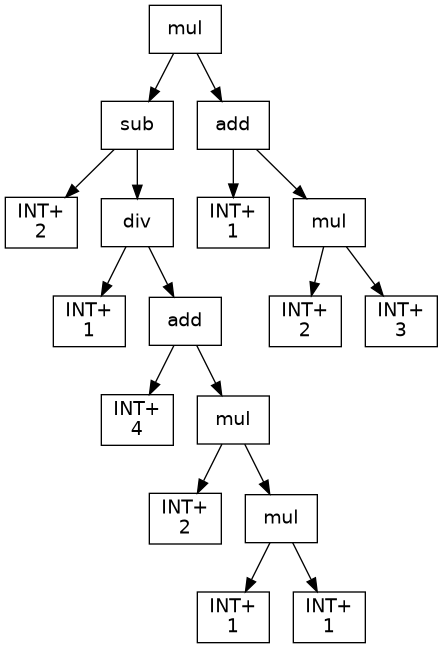 mul
sub
add
INT+
2
div
INT+
1
mul
INT+
1
add
INT+
2
INT+
3
INT+
4
mul
INT+
2
mul
INT+
1
INT+
1